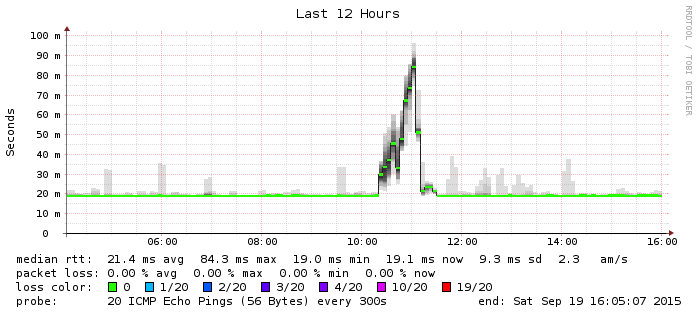 Last 12 Hours
RRDTOOL / TOBI OETIKER
Seconds
100 m
90 m
80 m
70 m
60 m
50 m
40 m
30 m
20 m
10 m
0
06:00 08:00 10:00 12:00 14:00 16:00
median rtt: 21.4 ms avg 84.3 ms max 19.0 ms min 19.1 ms now 9.3 ms sd 2.3 am/s
packet loss: 0.00 % avg 0.00 % max 0.00 % min 0.00 % now
loss color: 0 1/20 2/20 3/20 4/20 10/20 19/20
probe: 20 ICMP Echo Pings (56 Bytes) every 300s end: Sat Sep 19 16:05:07 2015